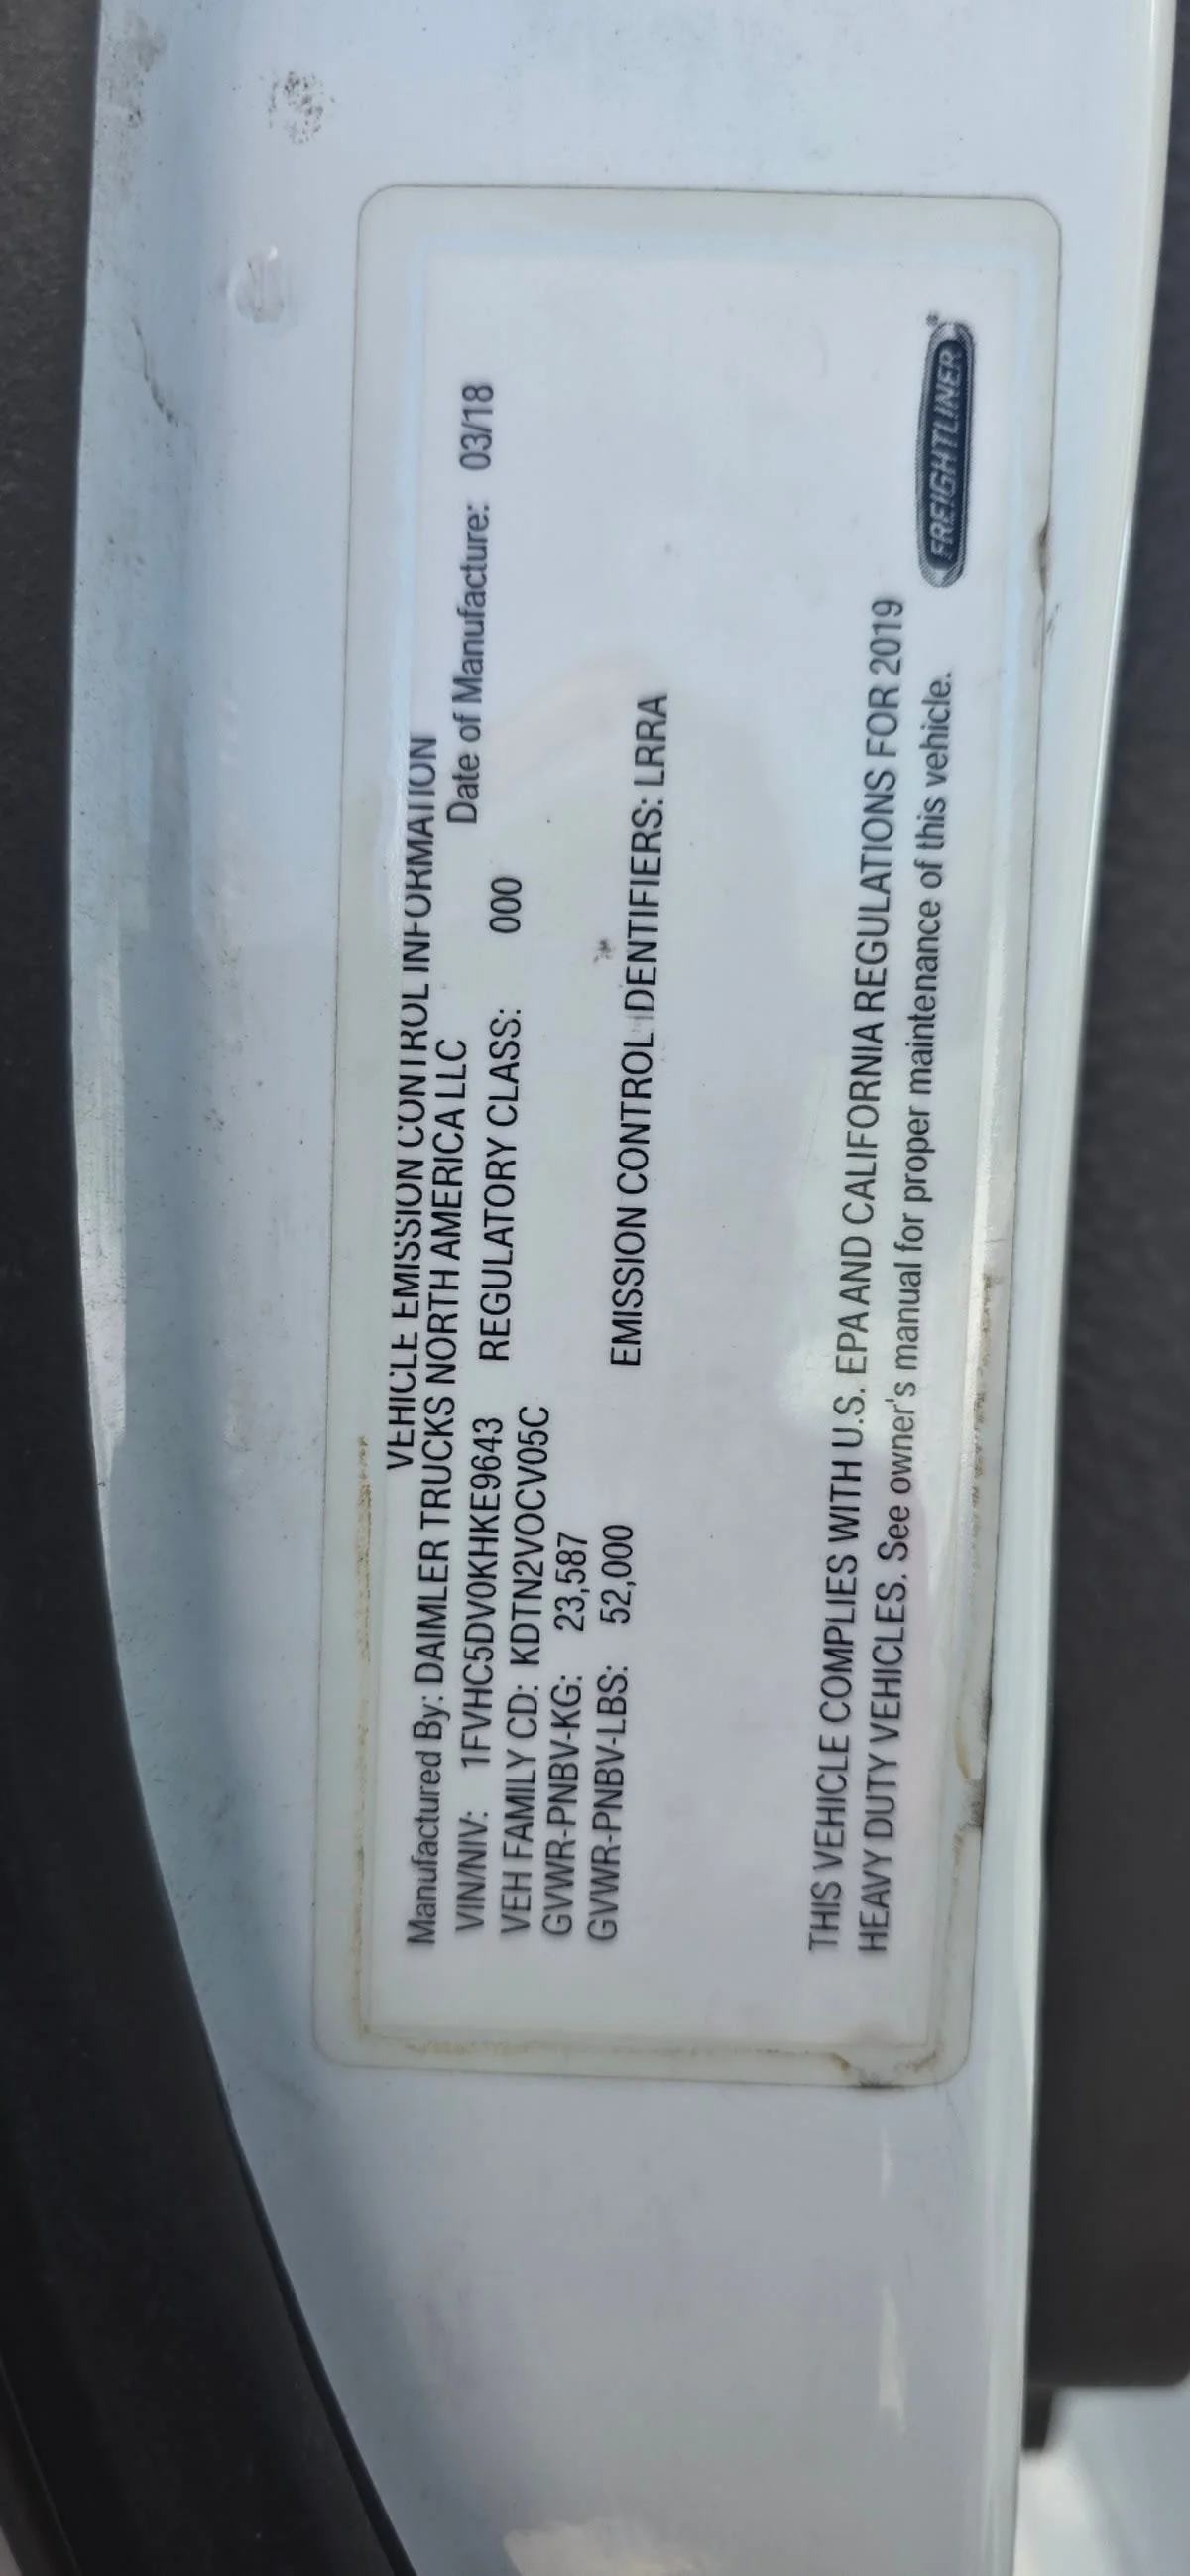 VEHICLE EMISSION CONTROL INFORMATION
Manufactured By: DAIMLER TRUCKS NORTH AMERICA LLC Date of Manufacture: 03/18
VIN/NIV: 1FVHC5DV0KHKE9643 REGULATORY CLASS: 000
VEH FAMILY CD: KDTN2VOCV05C
GVWR-PNBV-KG: 23,587
GVWR-PNBV-LBS: 52,000 EMISSION CONTROL IDENTIFIERS: LRRA
THIS VEHICLE COMPLIES WITH U.S. EPA AND CALIFORNIA REGULATIONS FOR 2019
HEAVY DUTY VEHICLES. See owner's manual for proper maintenance of this vehicle.
FREIGHTLINER